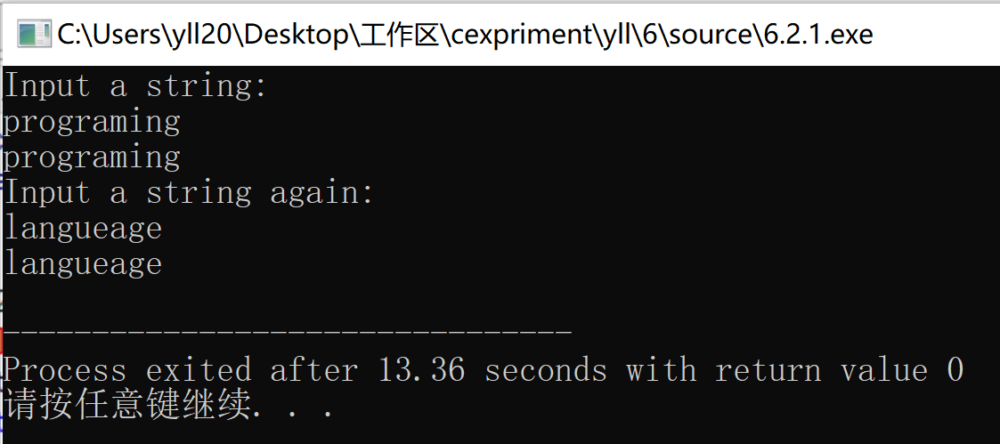 C:\Users\yll20\Desktop\工作区\cexpriment\yll\6\source\6.2.1.exe
Input a string:
programing
programing
Input a string again:
langueage
langueage
--------------------------------
Process exited after 13.36 seconds with return value 0
请按任意键继续. . .